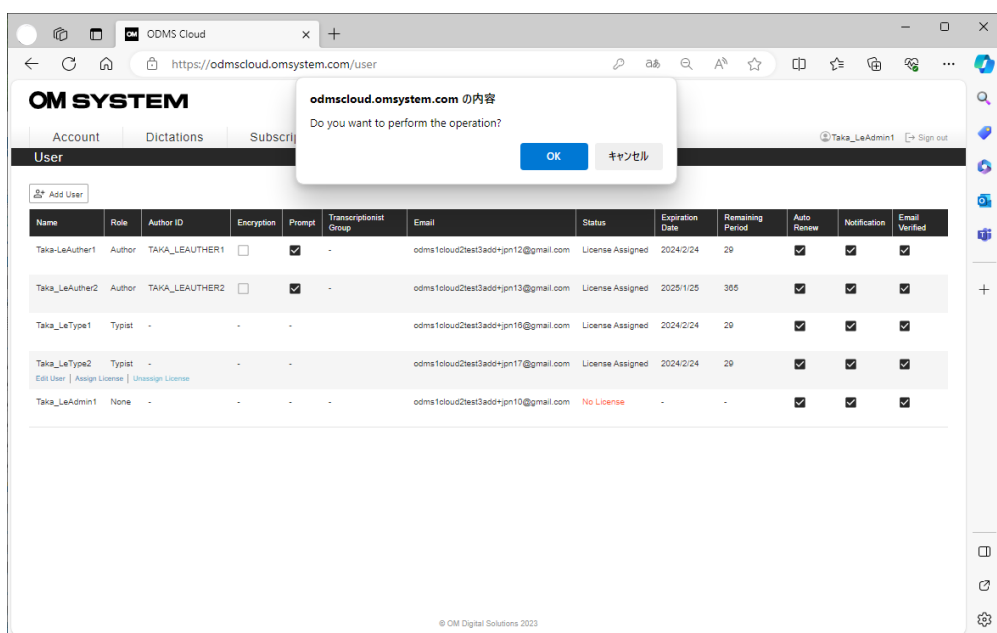 OM ODMS Cloud
https://odmscloud.omsystem.com/user
OM SYSTEM
odmscloud.omsystem.com の内容
Do you want to perform the operation?
OK キャンセル
Account Dictations Subscri
Taka_LeAdmin1 Sign out
User
Add User
Name Role Author ID Encryption Prompt Transcriptionist Group Email Status Expiration Date Remaining Period Auto Renew Notification Email Verified
Taka-LeAuther1 Author TAKA_LEAUTHER1 - odms1cloud2test3add+jpn12@gmail.com License Assigned 2024/2/24 29
Taka_LeAuther2 Author TAKA_LEAUTHER2 - odms1cloud2test3add+jpn13@gmail.com License Assigned 2025/1/25 365
Taka_LeType1 Typist - - - odms1cloud2test3add+jpn16@gmail.com License Assigned 2024/2/24 29
Taka_LeType2 Typist - - - odms1cloud2test3add+jpn17@gmail.com License Assigned 2024/2/24 29
Edit User | Assign License | Unassign License
Taka_LeAdmin1 None - - - - odms1cloud2test3add+jpn10@gmail.com No License - -
© OM Digital Solutions 2023